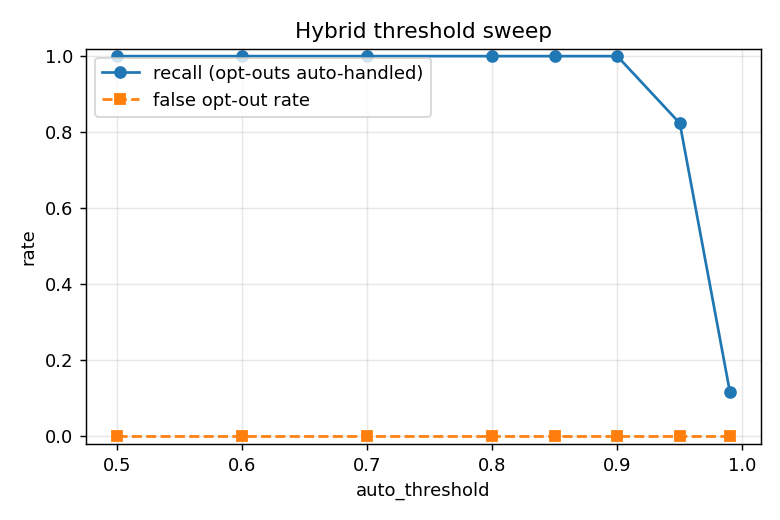 Hybrid threshold sweep
1.0
recall (opt-outs auto-handled)
false opt-out rate
0.8
0.6
rate
0.4
0.2
0.0
0.5 0.6 0.7 0.8 0.9 1.0
auto_threshold